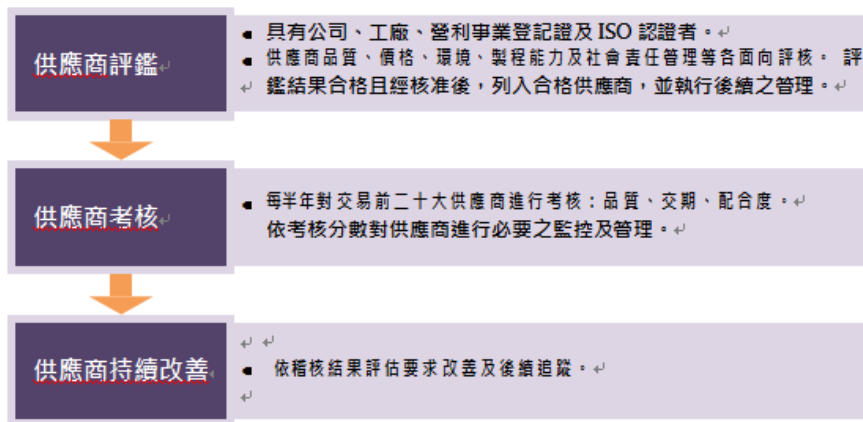 供應商評鑑
具有公司、工廠、營利事業登記證及 ISO 認證者。
供應商品質、價格、環境、製程能力及社會責任管理等各面向評核。 評
鑑結果合格且經核准後，列入合格供應商，並執行後續之管理。
供應商考核
每半年對交易前二十大供應商進行考核：品質、交期、配合度。
依考核分數對供應商進行必要之監控及管理。
供應商持續改善
依稽核結果評估要求改善及後續追蹤。